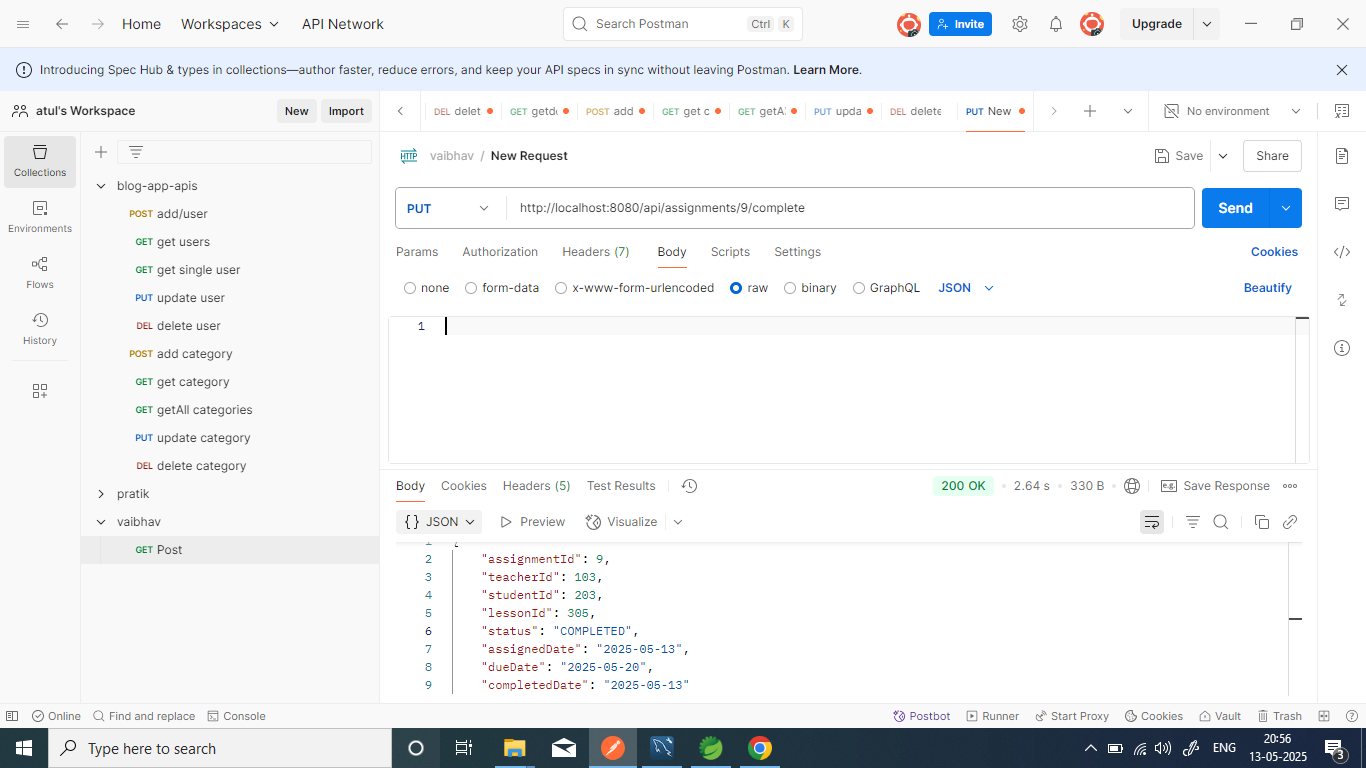 Home Workspaces API Network Search Postman Ctrl K Invite Upgrade
Introducing Spec Hub & types in collections—author faster, reduce errors, and keep your API specs in sync without leaving Postman. Learn More.
atul's Workspace New Import
DEL delet GET getd POST add GET get c GET getA PUT upda DEL delete PUT New No environment
Collections
Environments
Flows
History
blog-app-apis
POST add/user
GET get users
GET get single user
PUT update user
DEL delete user
POST add category
GET get category
GET getAll categories
PUT update category
DEL delete category
pratik
vaibhav
GET Post
HTTP vaibhav / New Request Save Share
PUT http://localhost:8080/api/assignments/9/complete Send
Params Authorization Headers (7) Body Scripts Settings Cookies
none form-data x-www-form-urlencoded raw binary GraphQL JSON Beautify
1
Body Cookies Headers (5) Test Results 200 OK • 2.64 s • 330 B e.g. Save Response
{} JSON Preview Visualize
1 {
2 "assignmentId": 9,
3 "teacherId": 103,
4 "studentId": 203,
5 "lessonId": 305,
6 "status": "COMPLETED",
7 "assignedDate": "2025-05-13",
8 "dueDate": "2025-05-20",
9 "completedDate": "2025-05-13"
Online Find and replace Console Postbot Runner Start Proxy Cookies Vault Trash
Type here to search ENG 20:56
13-05-2025 3